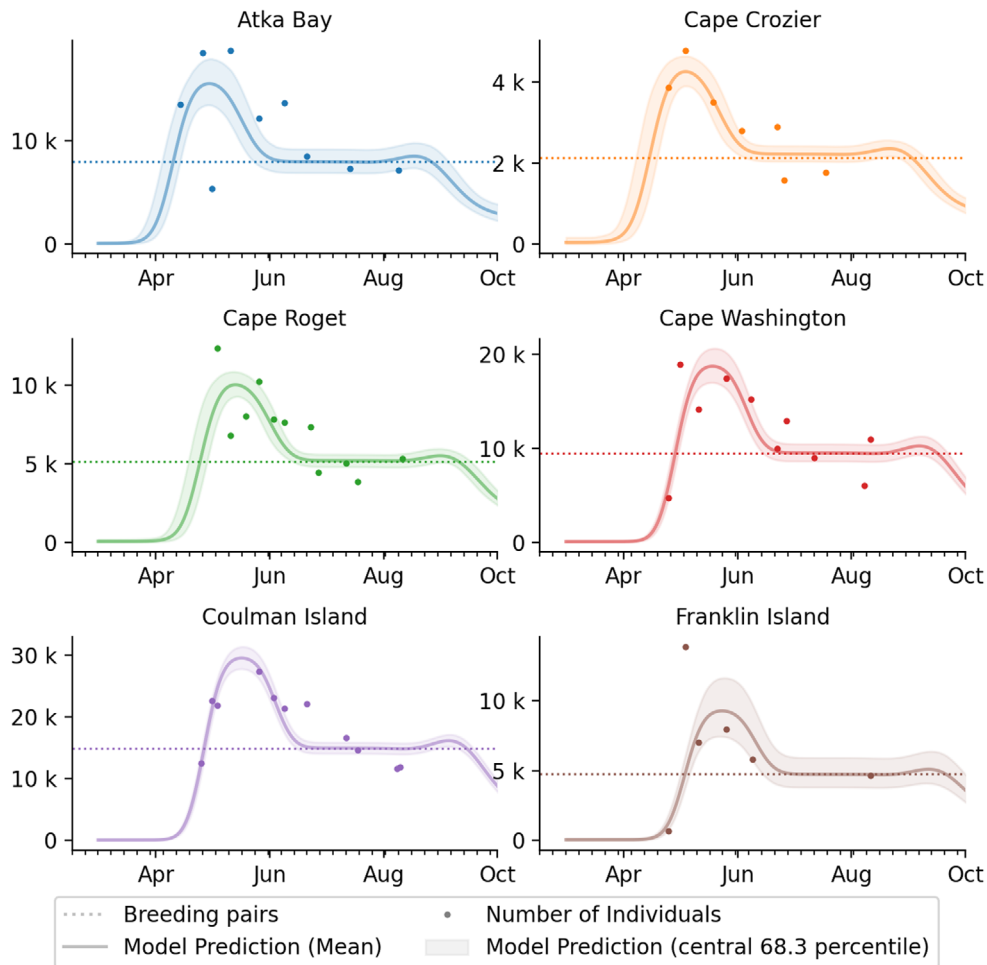 Atka Bay
Cape Crozier
10 k
0
Apr Jun Aug Oct
4 k
2 k
0
Apr Jun Aug Oct
Cape Roget
Cape Washington
10 k
5 k
0
Apr Jun Aug Oct
20 k
10 k
0
Apr Jun Aug Oct
Coulman Island
Franklin Island
30 k
20 k
10 k
0
Apr Jun Aug Oct
10 k
5 k
0
Apr Jun Aug Oct
Breeding pairs
Number of Individuals
Model Prediction (Mean)
Model Prediction (central 68.3 percentile)